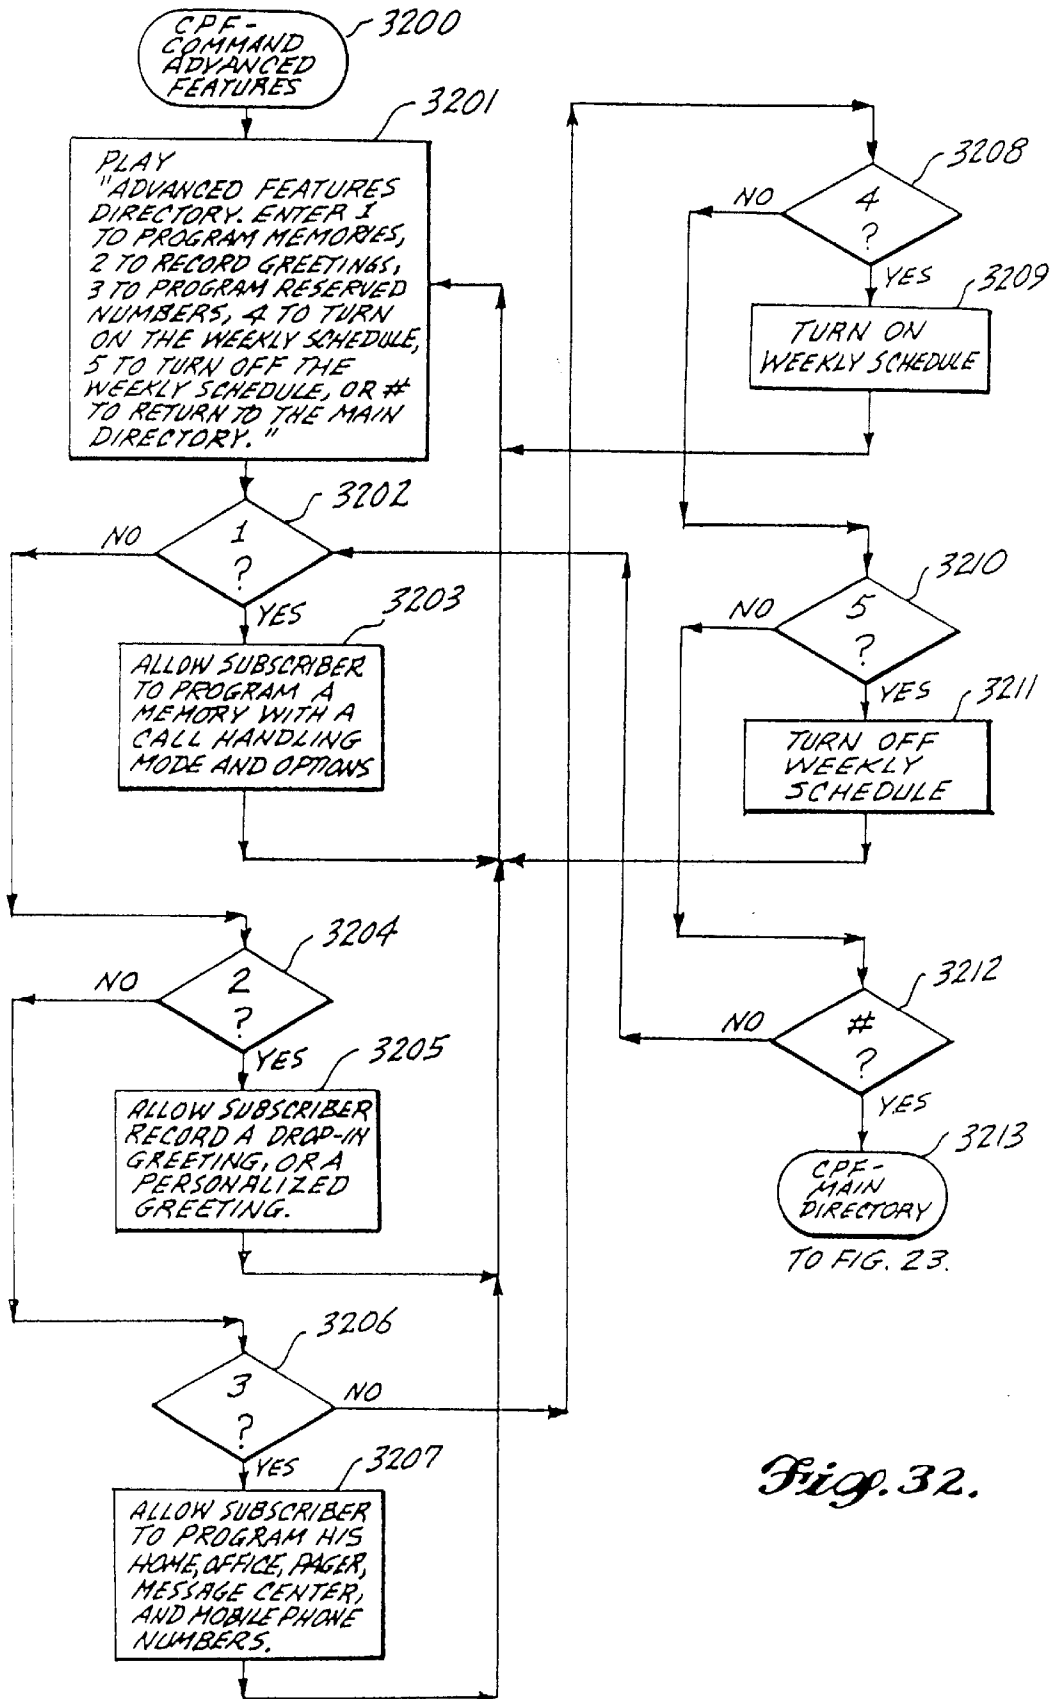 CPF-
COMMAND
ADVANCED
FEATURES
3200
3201
PLAY
"ADVANCED FEATURES
DIRECTORY. ENTER 1
TO PROGRAM MEMORIES,
2 TO RECORD GREETINGS,
3 TO PROGRAM RESERVED
NUMBERS, 4 TO TURN
ON THE WEEKLY SCHEDULE,
5 TO TURN OFF THE
WEEKLY SCHEDULE, OR #
TO RETURN TO THE MAIN
DIRECTORY."
3202
1
?
NO
YES
3203
ALLOW SUBSCRIBER
TO PROGRAM A
MEMORY WITH A
CALL HANDLING
MODE AND OPTIONS
3204
2
?
NO
YES
3205
ALLOW SUBSCRIBER
RECORD A DROP-IN
GREETING, OR A
PERSONALIZED
GREETING.
3206
3
?
NO
YES
3207
ALLOW SUBSCRIBER
TO PROGRAM HIS
HOME, OFFICE, PAGER,
MESSAGE CENTER,
AND MOBILE PHONE
NUMBERS.
3208
4
?
NO
YES
3209
TURN ON
WEEKLY SCHEDULE
3210
5
?
NO
YES
3211
TURN OFF
WEEKLY
SCHEDULE
3212
#
?
NO
YES
3213
CPF-
MAIN
DIRECTORY
TO FIG. 23.
Fig. 32.